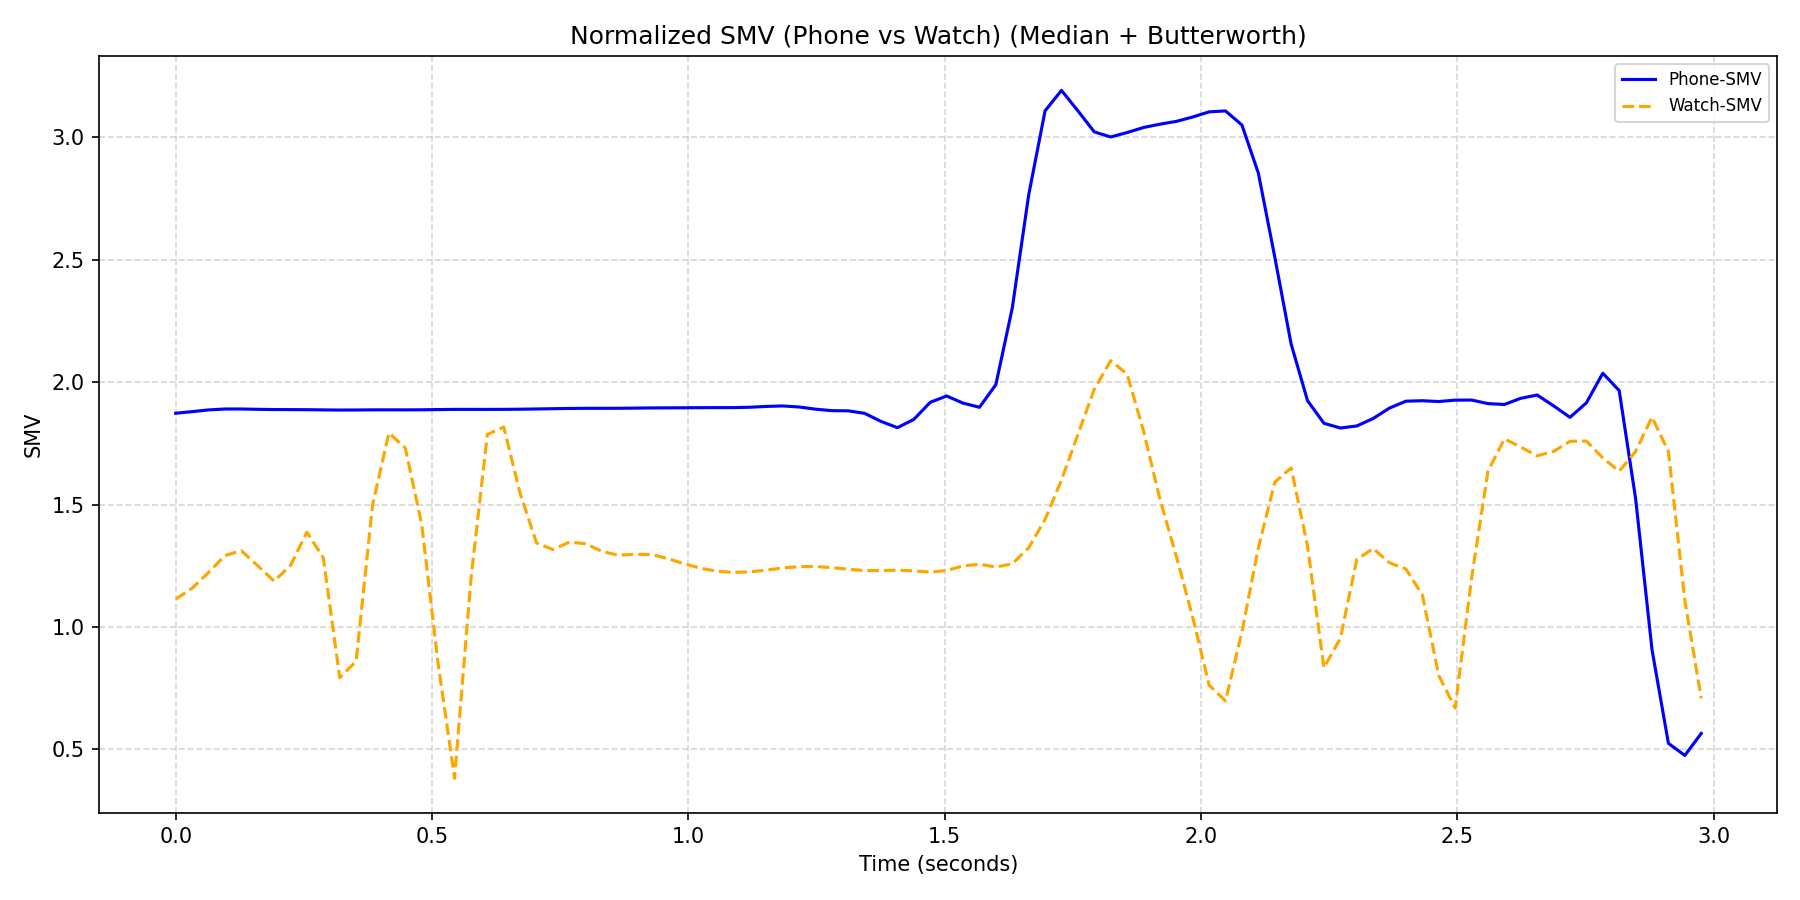 Normalized SMV (Phone vs Watch) (Median + Butterworth)
Phone-SMV
Watch-SMV
3.0
2.5
2.0
1.5
1.0
0.5
SMV
0.0 0.5 1.0 1.5 2.0 2.5 3.0
Time (seconds)